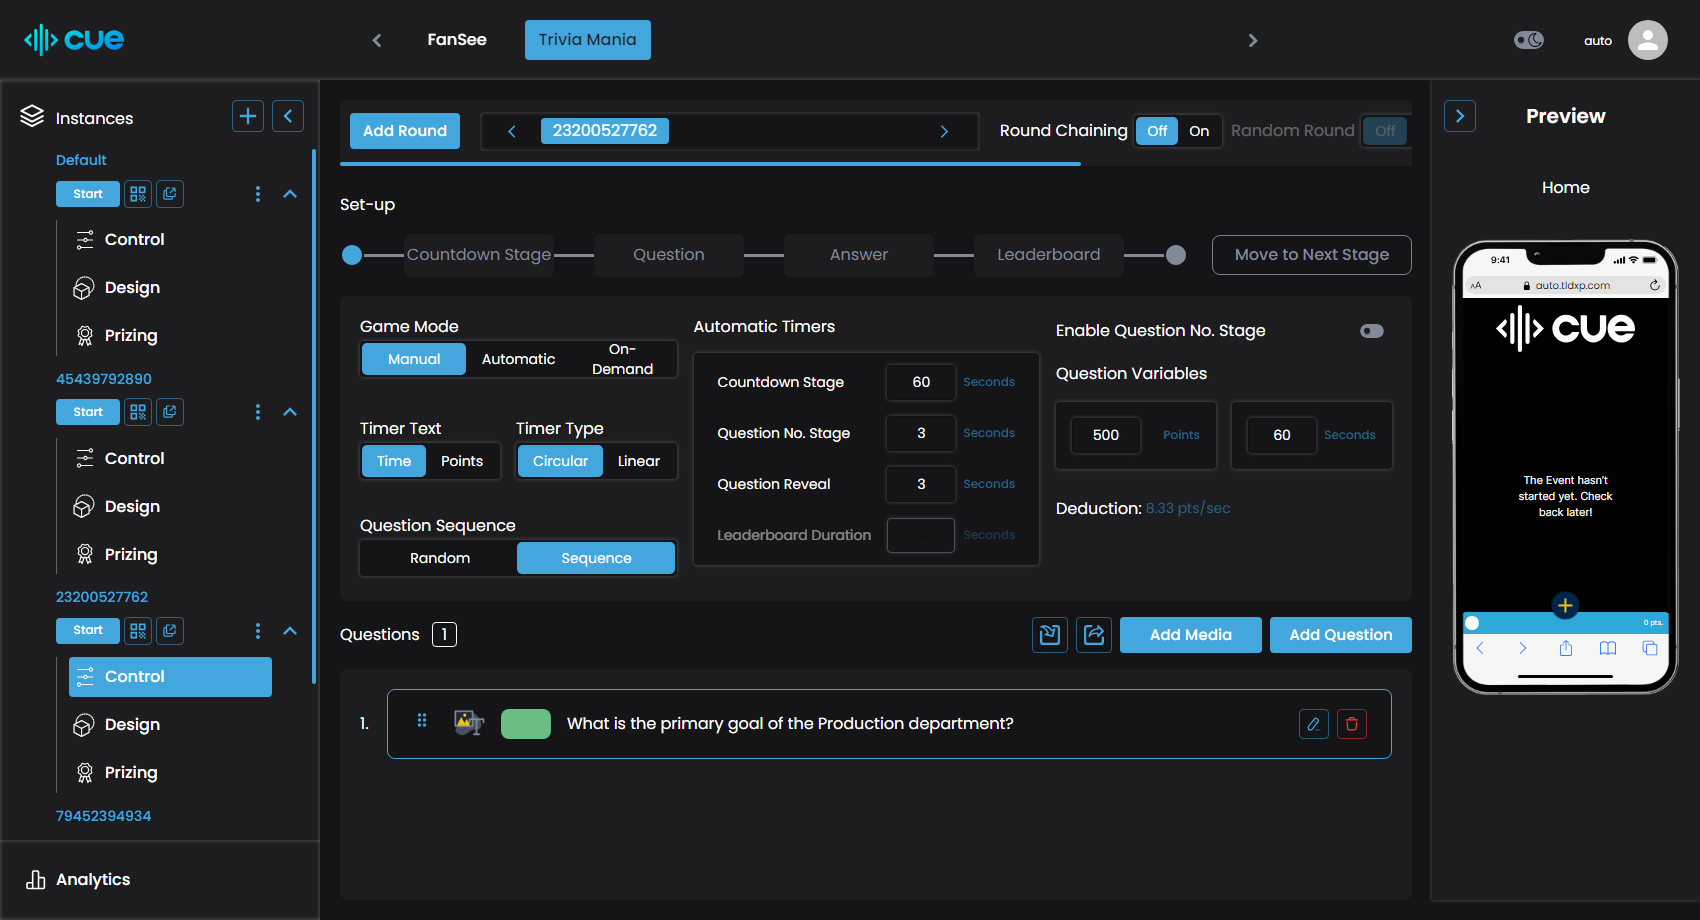 cue
FanSee
Trivia Mania
auto
Instances
Default
Start
Control
Design
Prizing
45439792890
Start
Control
Design
Prizing
23200527762
Start
Control
Design
Prizing
79452394934
Analytics
Add Round
23200527762
Round Chaining
Off
On
Random Round
Off
Set-up
Countdown Stage
Question
Answer
Leaderboard
Move to Next Stage
Game Mode
Manual
Automatic
On-
Demand
Timer Text
Time
Points
Timer Type
Circular
Linear
Question Sequence
Random
Sequence
Automatic Timers
Countdown Stage
60
Seconds
Question No. Stage
3
Seconds
Question Reveal
3
Seconds
Leaderboard Duration
Seconds
Enable Question No. Stage
Question Variables
500
Points
60
Seconds
Deduction: 8.33 pts/sec
Questions
1
Add Media
Add Question
1.
What is the primary goal of the Production department?
Preview
Home
9:41
AA
auto.tldxp.com
cue
The Event hasn't
started yet. Check
back later!
0 pts.